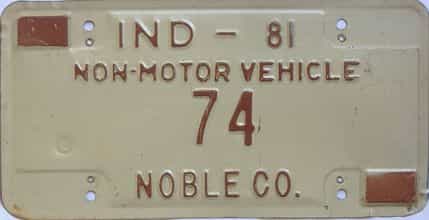 IND - 81
NON-MOTOR VEHICLE
74
NOBLE CO.